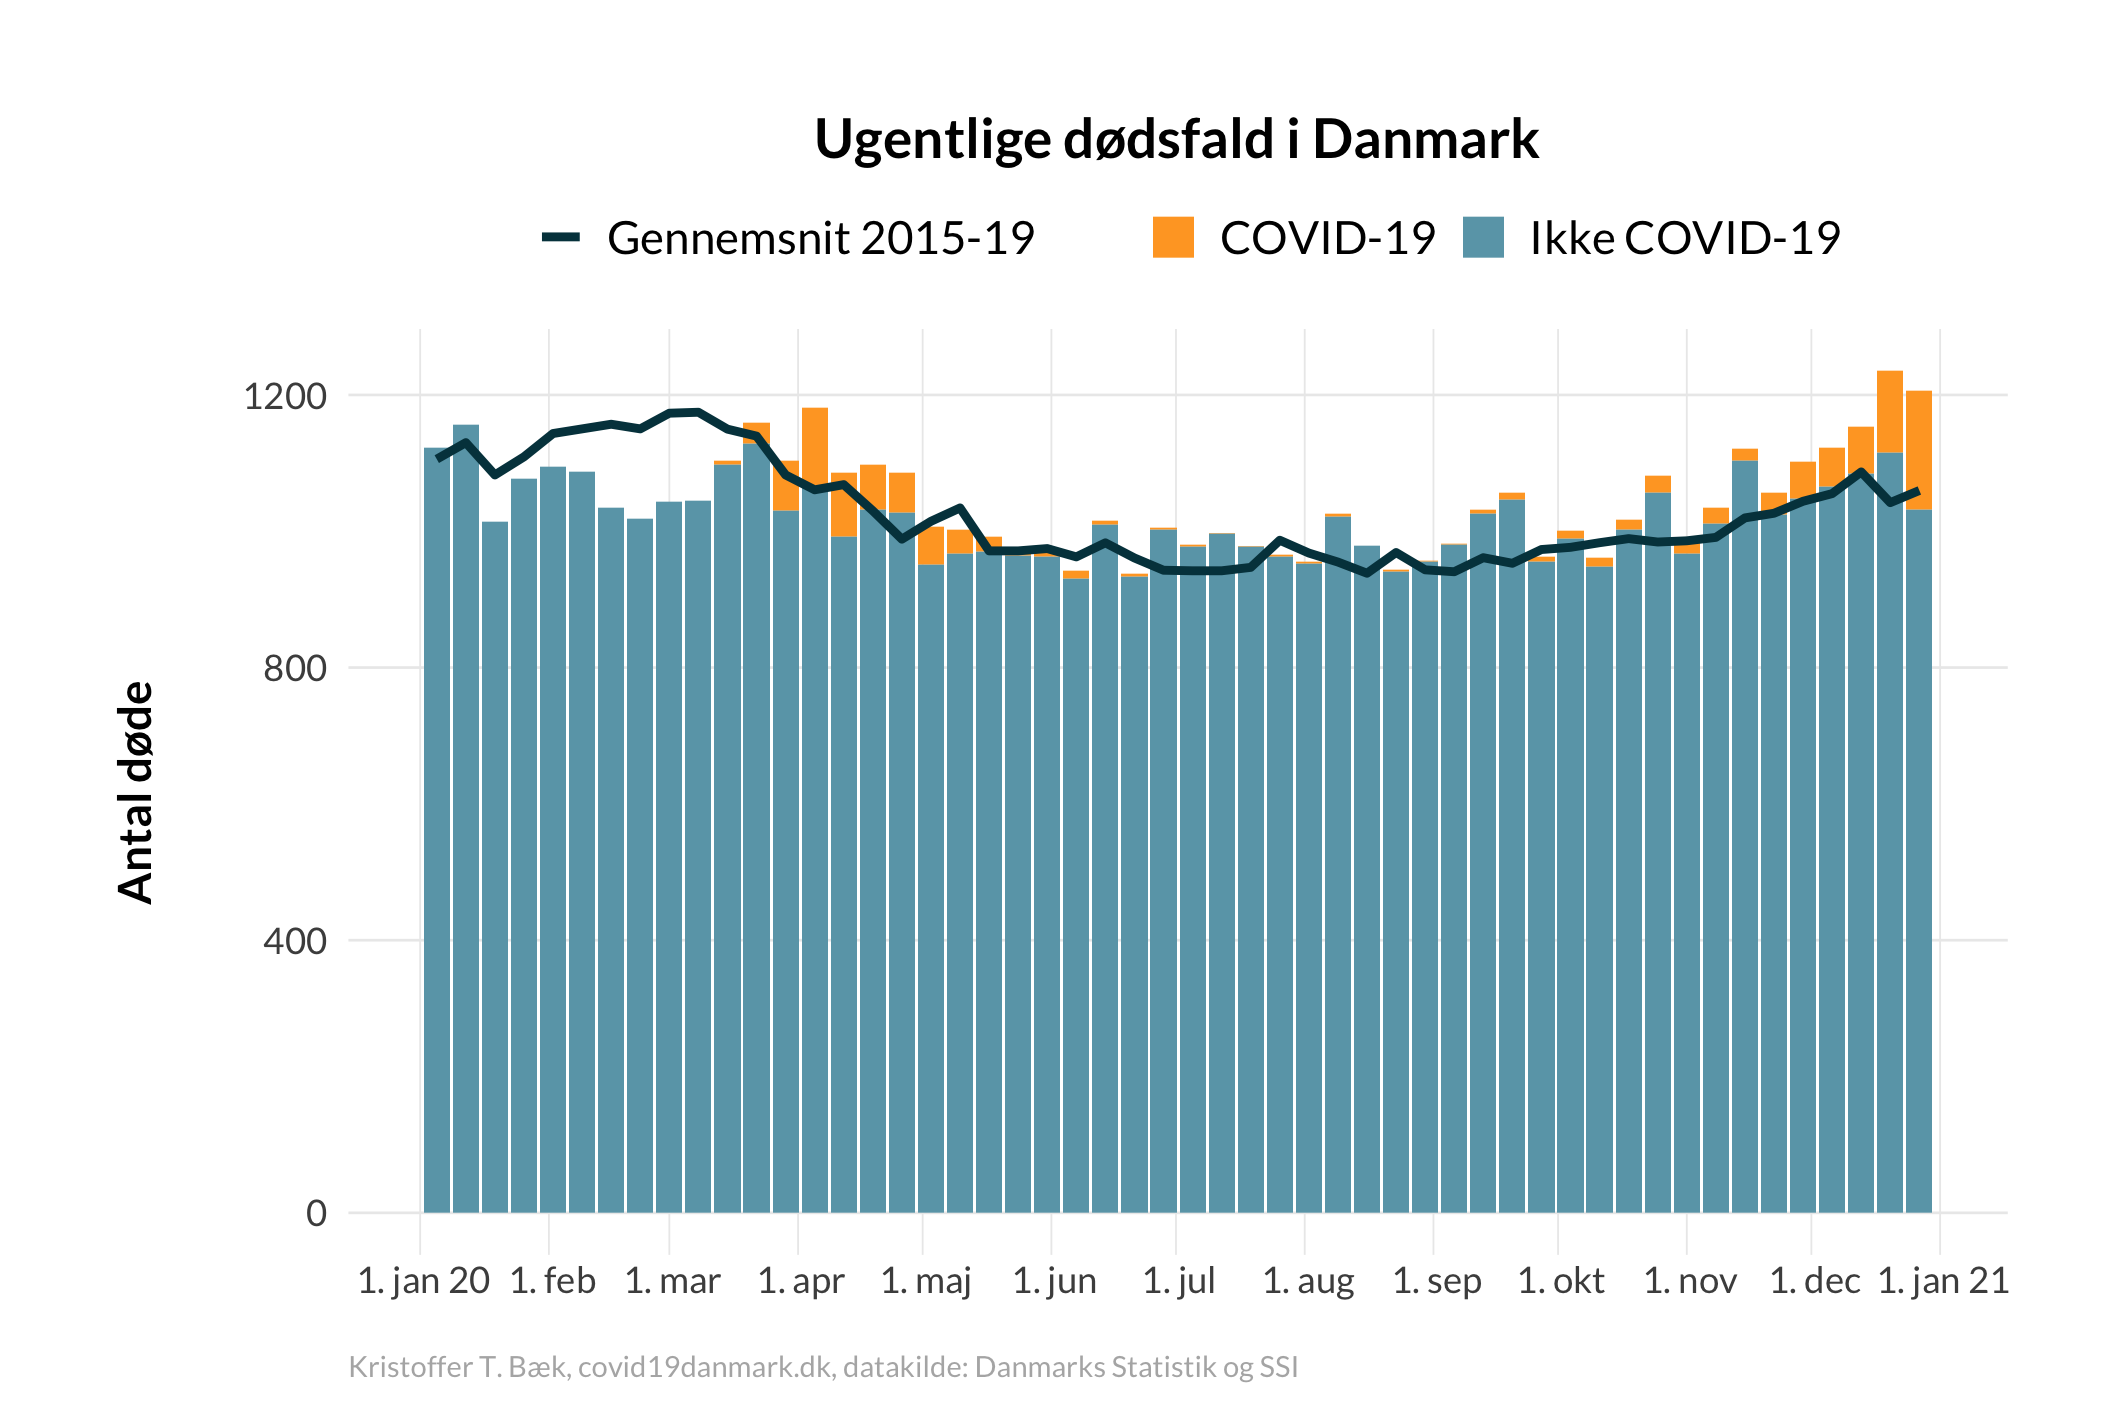 Ugentlige dødsfald i Danmark
Gennemsnit 2015-19 COVID-19 Ikke COVID-19
Antal døde
1200
800
400
0
1. jan 20 1. feb 1. mar 1. apr 1. maj 1. jun 1. jul 1. aug 1. sep 1. okt 1. nov 1. dec 1. jan 21
Kristoffer T. Bæk, covid19danmark.dk, datakilde: Danmarks Statistik og SSI